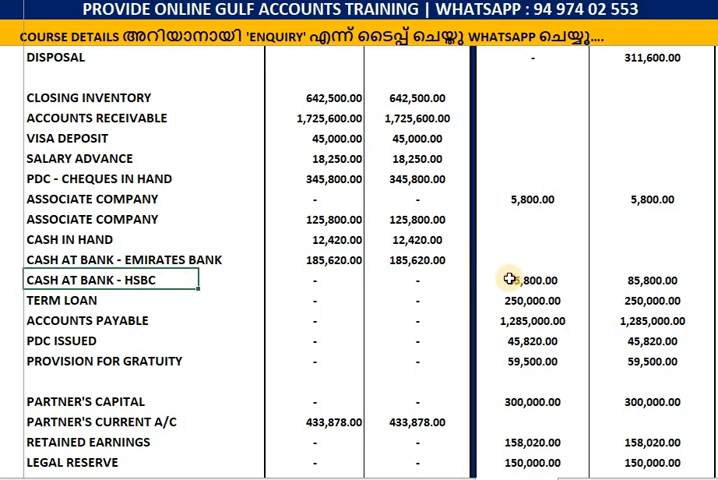 PROVIDE ONLINE GULF ACCOUNTS TRAINING | WHATSAPP : 94 974 02 553
COURSE DETAILS അറിയാനായി 'ENQUIRY' എന്ന് ടൈപ്പ് ചെയ്തു WHATSAPP ചെയ്യൂ....
DISPOSAL - 311,600.00
CLOSING INVENTORY 642,500.00 642,500.00
ACCOUNTS RECEIVABLE 1,725,600.00 1,725,600.00
VISA DEPOSIT 45,000.00 45,000.00
SALARY ADVANCE 18,250.00 18,250.00
PDC - CHEQUES IN HAND 345,800.00 345,800.00
ASSOCIATE COMPANY - - 5,800.00 5,800.00
ASSOCIATE COMPANY 125,800.00 125,800.00
CASH IN HAND 12,420.00 12,420.00
CASH AT BANK - EMIRATES BANK 185,620.00 185,620.00
CASH AT BANK - HSBC - - 85,800.00
TERM LOAN - - 250,000.00 250,000.00
ACCOUNTS PAYABLE - - 1,285,000.00 1,285,000.00
PDC ISSUED - - 45,820.00 45,820.00
PROVISION FOR GRATUITY - - 59,500.00 59,500.00
PARTNER'S CAPITAL - - 300,000.00 300,000.00
PARTNER'S CURRENT A/C 433,878.00 433,878.00
RETAINED EARNINGS - - 158,020.00 158,020.00
LEGAL RESERVE - - 150,000.00 150,000.00